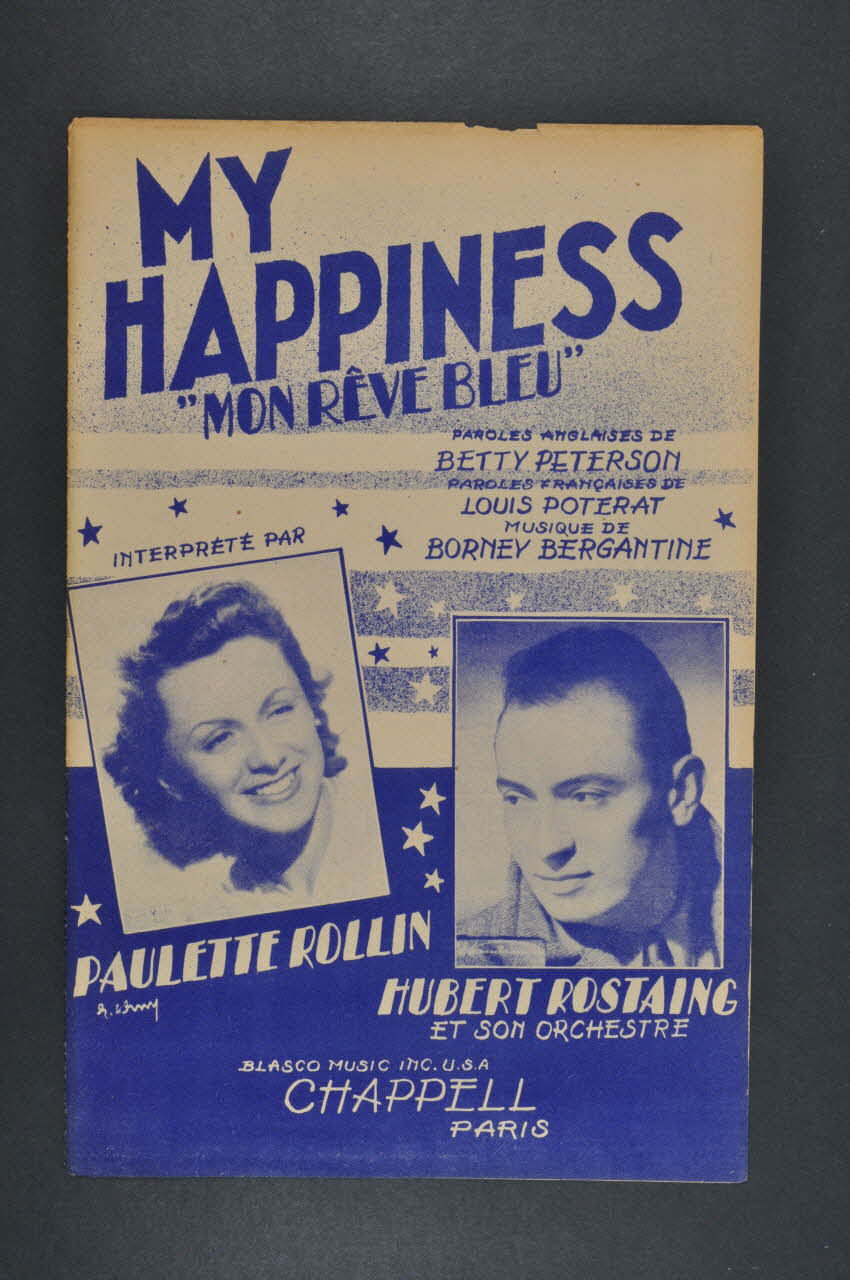 MY
HAPPINESS
"MON RÊVE BLEU"
PAROLES ANGLAISES DE
BETTY PETERSON
PAROLES FRANÇAISES DE
LOUIS POTERAT
MUSIQUE DE
BORNEY BERGANTINE
INTERPRÉTÉ PAR
PAULETTE ROLLIN
HUBERT ROSTAING
ET SON ORCHESTRE
BLASCO MUSIC INC. U.S.A
CHAPPELL
PARIS